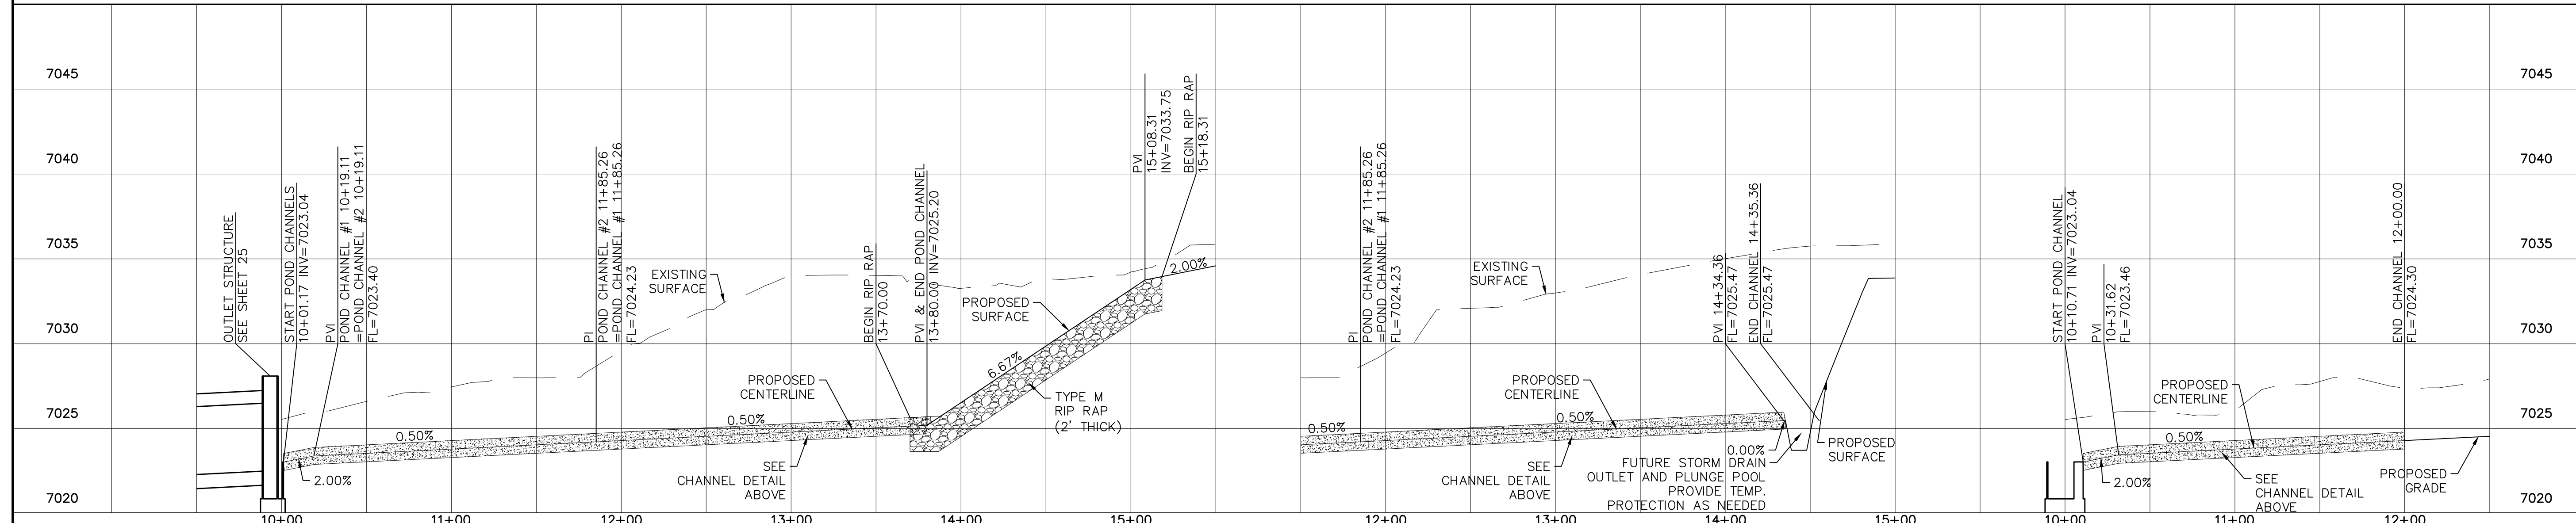 7045
7040
7035
7030
7025
7020
OUTLET STRUCTURE
SEE SHEET 25
START POND CHANNELS
10+01.17 INV=7023.04
PVI
POND CHANNEL #1 10+19.11
=POND CHANNEL #2 10+19.11
FL=7023.40
PI
POND CHANNEL #2 11+85.26
=POND CHANNEL #1 11+85.26
FL=7024.23
EXISTING
SURFACE
BEGIN RIP RAP
13+70.00
PVI & END POND CHANNEL
13+80.00 INV=7025.20
PVI
15+08.31
INV=7033.75
BEGIN RIP RAP
15+18.31
2.00%
PROPOSED
SURFACE
6.67%
PROPOSED
CENTERLINE
TYPE M
RIP RAP
(2' THICK)
0.50%
0.50%
2.00%
SEE
CHANNEL DETAIL
ABOVE
10+00
11+00
12+00
13+00
14+00
15+00
PI
POND CHANNEL #2 11+85.26
=POND CHANNEL #1 11+85.26
FL=7024.23
EXISTING
SURFACE
PVI 14+34.36
FL=7025.47
END CHANNEL 14+35.36
FL=7025.47
PROPOSED
CENTERLINE
0.50%
0.50%
SEE
CHANNEL DETAIL
ABOVE
0.00%
FUTURE STORM DRAIN
OUTLET AND PLUNGE POOL
PROVIDE TEMP.
PROTECTION AS NEEDED
PROPOSED
SURFACE
12+00
13+00
14+00
15+00
START POND CHANNEL
10+10.71 INV=7023.04
PVI
10+31.62
FL=7023.46
END CHANNEL 12+00.00
FL=7024.30
PROPOSED
CENTERLINE
0.50%
2.00%
SEE
CHANNEL DETAIL
ABOVE
PROPOSED
GRADE
10+00
11+00
12+00
7045
7040
7035
7030
7025
7020